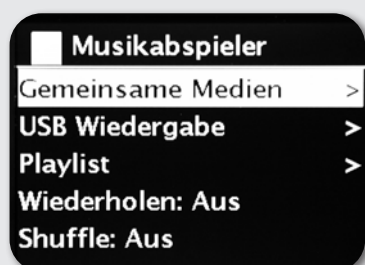 Musikabspieler
Gemeinsame Medien >
USB Wiedergabe >
Playlist >
Wiederholen: Aus
Shuffle: Aus